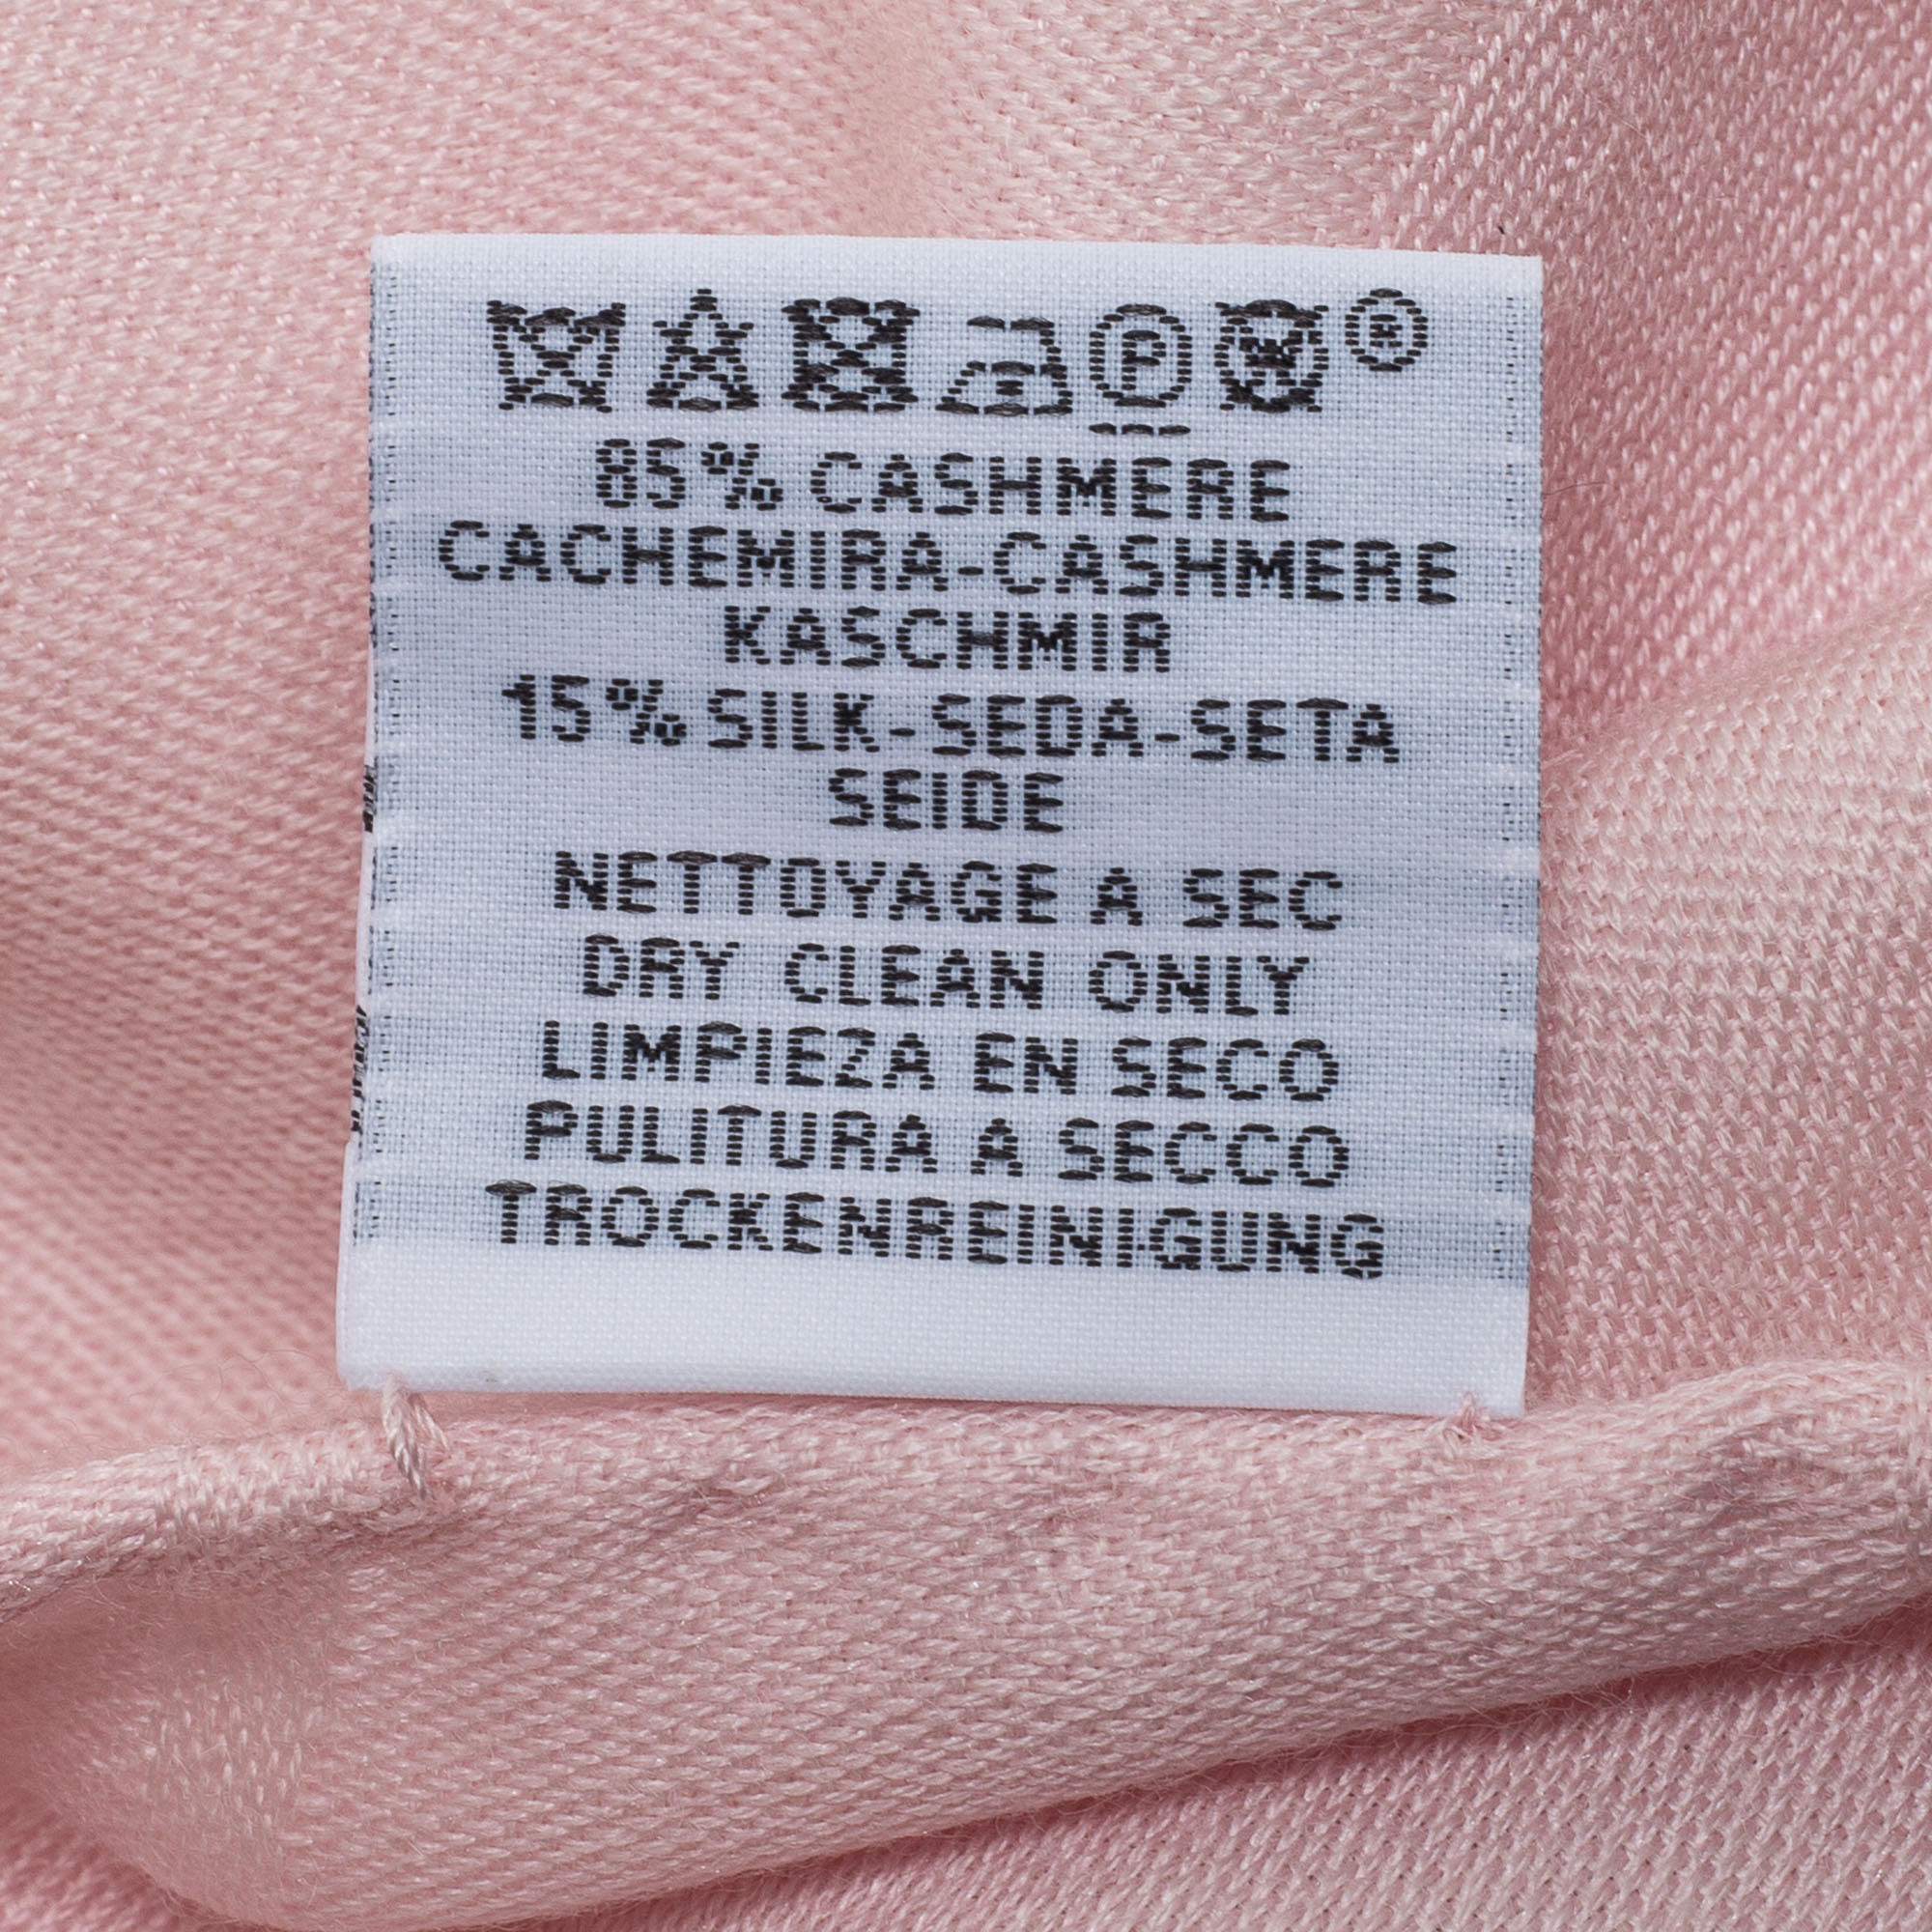 P ®
85% CASHMERE
CACHEMIRA-CASHMERE
KASCHMIR
15% SILK-SEDA-SETA
SEIDE
NETTOYAGE A SEC
DRY CLEAN ONLY
LIMPIEZA EN SECO
PULITURA A SECCO
TROCKENREINIGUNG